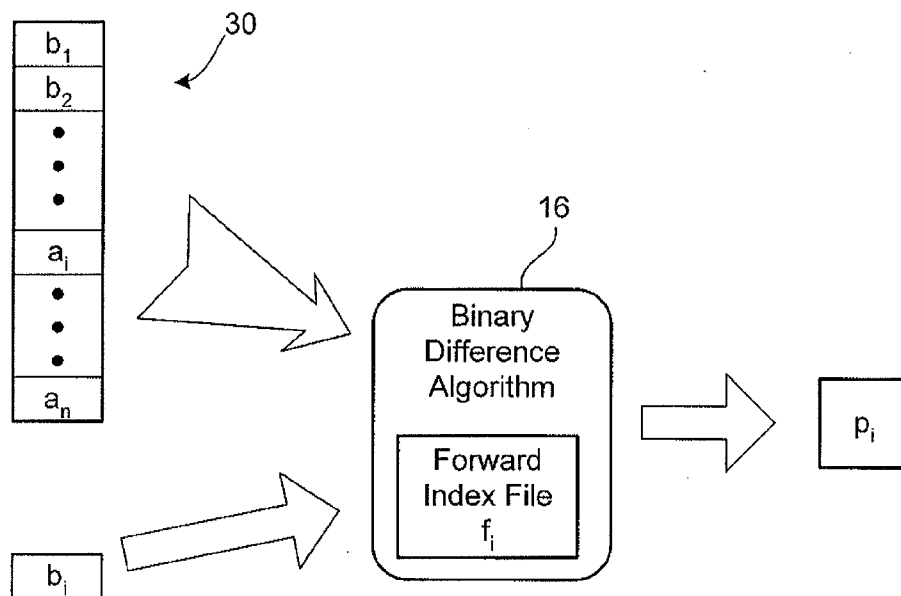 30
b₁
b₂
aᵢ
aₙ
16
Binary
Difference
Algorithm
Forward
Index File
fᵢ
pᵢ
bᵢ